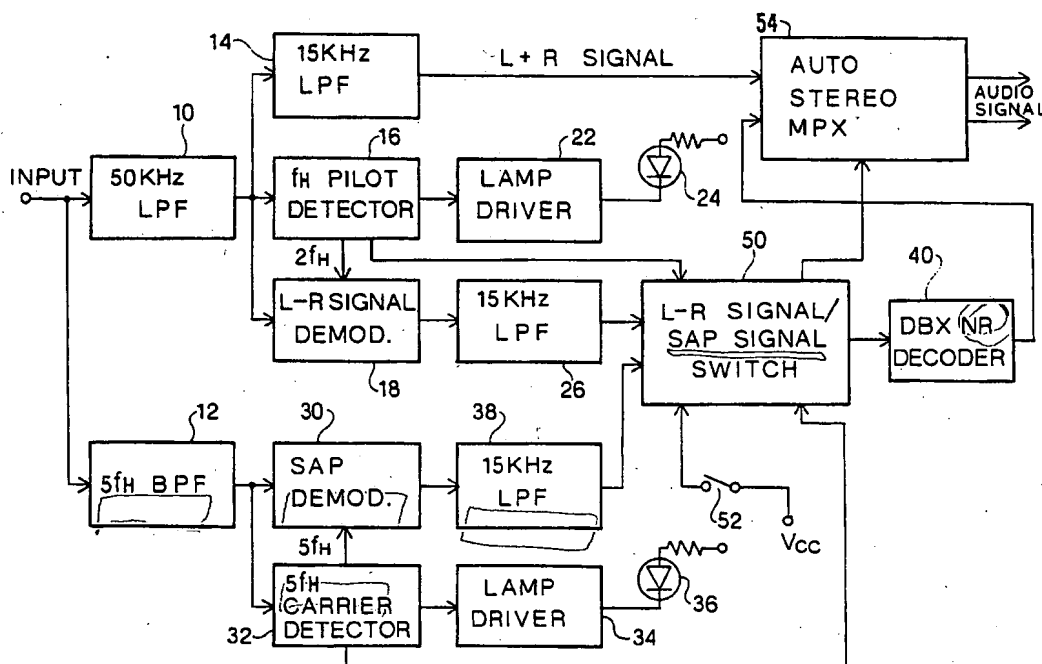 14
15KHz
LPF
L+R SIGNAL
54
AUTO
STEREO
MPX
AUDIO
SIGNAL
10
INPUT
50KHz
LPF
16
fH PILOT
DETECTOR
22
LAMP
DRIVER
24
2fH
L-R SIGNAL
DEMOD.
18
15KHz
LPF
26
50
L-R SIGNAL/
SAP SIGNAL
SWITCH
40
DBX NR
DECODER
12
5fH BPF
30
SAP
DEMOD.
38
15KHz
LPF
52
Vcc
5fH
5fH
CARRIER
DETECTOR
32
LAMP
DRIVER
34
36